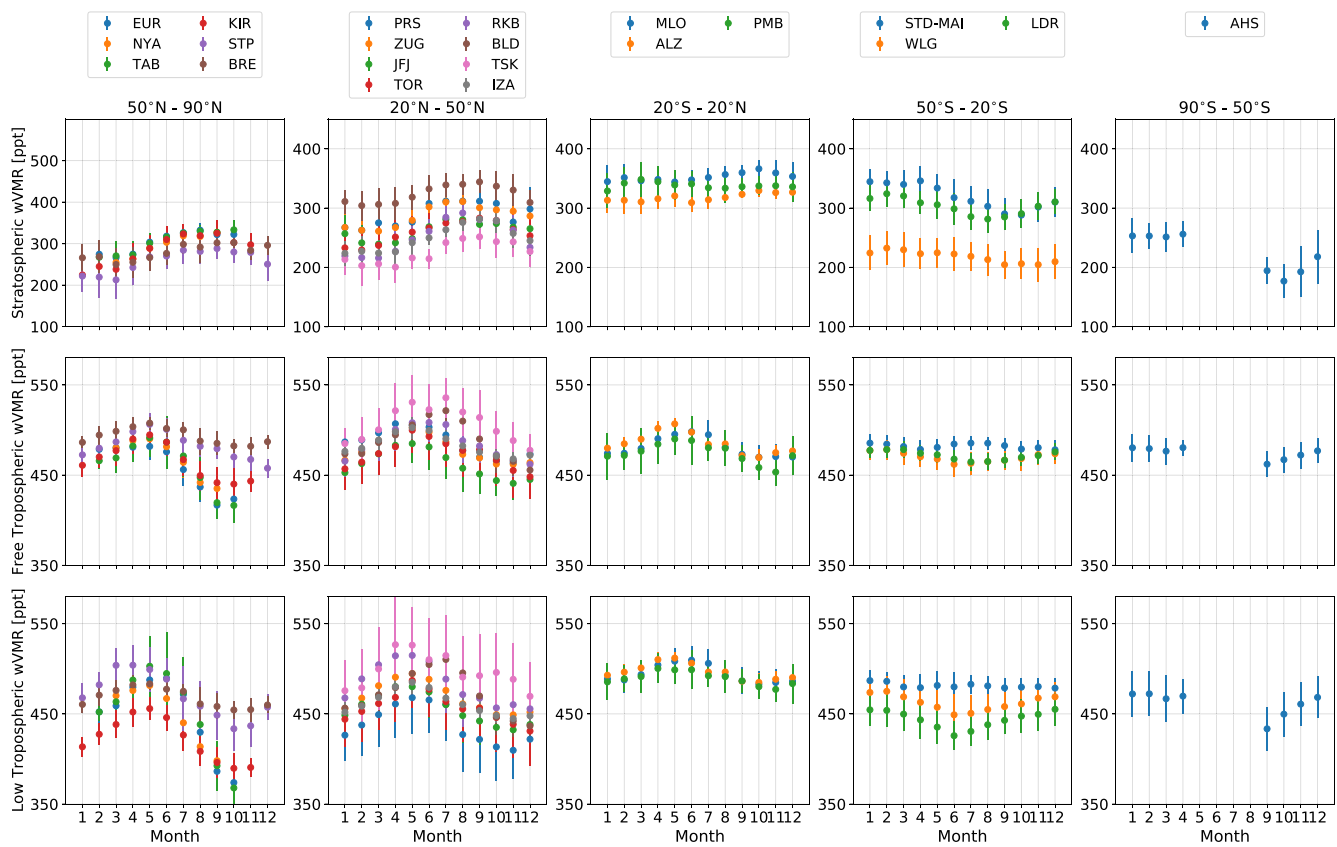 EUR KIR
NYA STP
TAB BRE
PRS RKB
ZUG BLD
JFJ TSK
TOR IZA
MLO PMB
ALZ
STD-MAI LDR
WLG
AHS
50°N - 90°N
20°N - 50°N
20°S - 20°N
50°S - 20°S
90°S - 50°S
Stratospheric wVMR [ppt]
500
400
300
200
100
400
300
200
100
400
300
200
100
400
300
200
100
400
300
200
100
Free Tropospheric wVMR [ppt]
550
450
350
550
450
350
550
450
350
550
450
350
550
450
350
Low Tropospheric wVMR [ppt]
550
450
350
550
450
350
550
450
350
550
450
350
550
450
350
1 2 3 4 5 6 7 8 9 10 11 12
Month
1 2 3 4 5 6 7 8 9 10 11 12
Month
1 2 3 4 5 6 7 8 9 10 11 12
Month
1 2 3 4 5 6 7 8 9 10 11 12
Month
1 2 3 4 5 6 7 8 9 10 11 12
Month